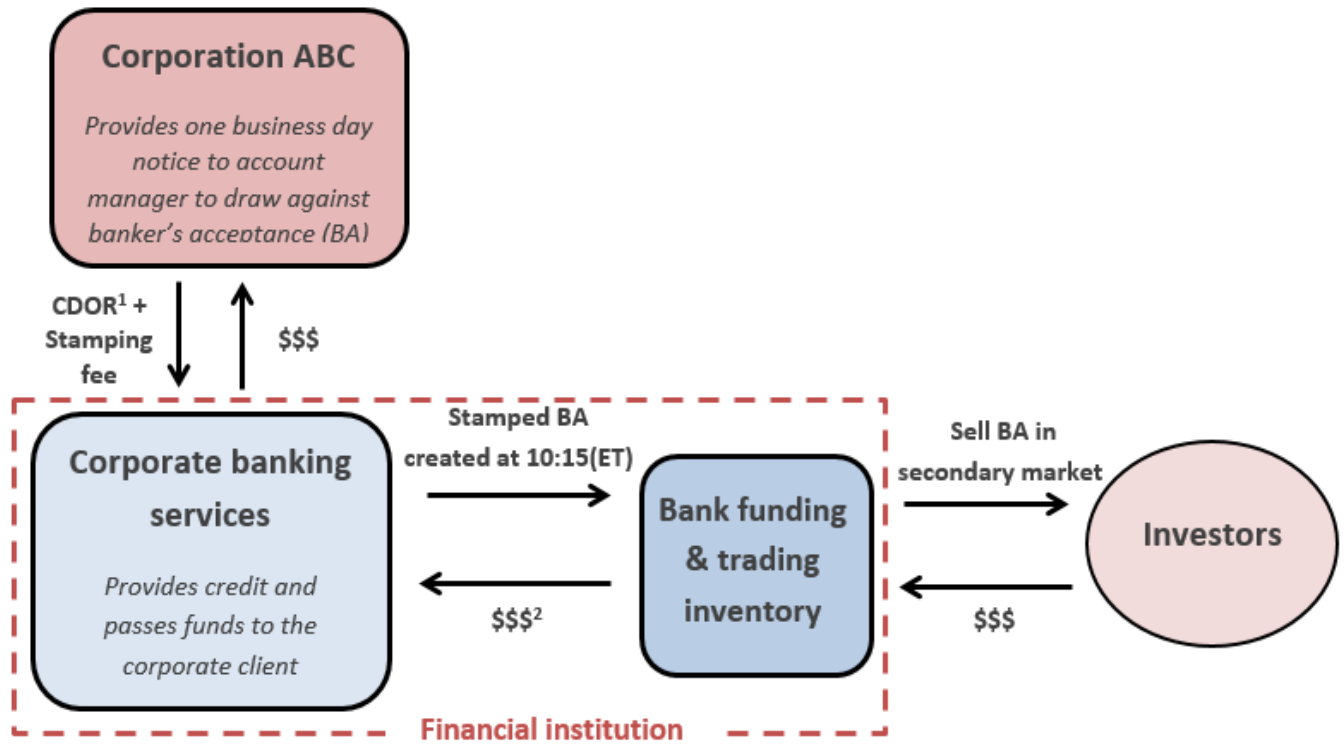 Corporation ABC
Provides one business day
notice to account
manager to draw against
banker’s acceptance (BA)
CDOR¹ +
Stamping
fee
$$$
Corporate banking
services
Provides credit and
passes funds to the
corporate client
Stamped BA
created at 10:15(ET)
$$$²
Bank funding
& trading
inventory
Sell BA in
secondary market
$$$
Investors
Financial institution